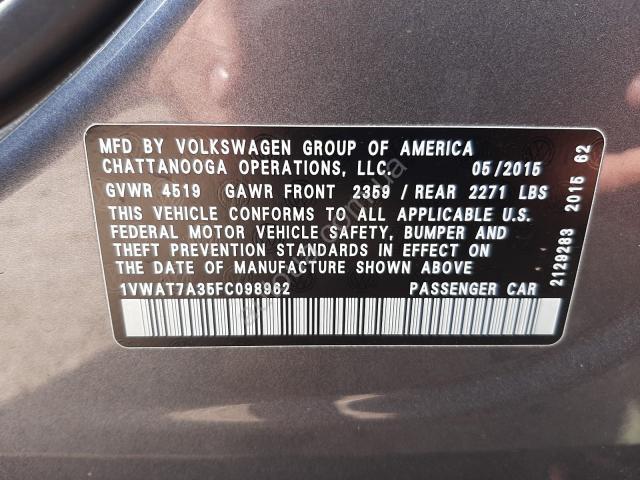 MFD BY VOLKSWAGEN GROUP OF AMERICA
CHATTANOOGA OPERATIONS, LLC. 05/2015
GVWR 4519 GAWR FRONT 2359 / REAR 2271 LBS
THIS VEHICLE CONFORMS TO ALL APPLICABLE U.S.
FEDERAL MOTOR VEHICLE SAFETY, BUMPER AND
THEFT PREVENTION STANDARDS IN EFFECT ON
THE DATE OF MANUFACTURE SHOWN ABOVE
1VWAT7A35FC098962 PASSENGER CAR
2129283 2015 62